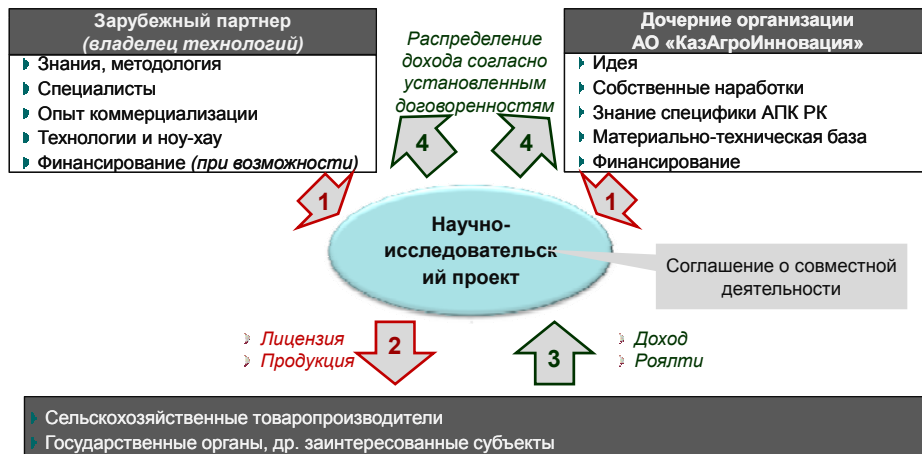 Зарубежный партнер
(владелец технологий)
Знания, методология
Специалисты
Опыт коммерциализации
Технологии и ноу-хау
Финансирование (при возможности)
Распределение
дохода согласно
установленным
договоренностям
Дочерние организации
АО «КазАгроИнновация»
Идея
Собственные наработки
Знание специфики АПК РК
Материально-техническая база
Финансирование
4
4
1
1
Научно-
исследовательск
ий проект
Соглашение о совместной
деятельности
Лицензия
Продукция
2
3
Доход
Роялти
Сельскохозяйственные товаропроизводители
Государственные органы, др. заинтересованные субъекты